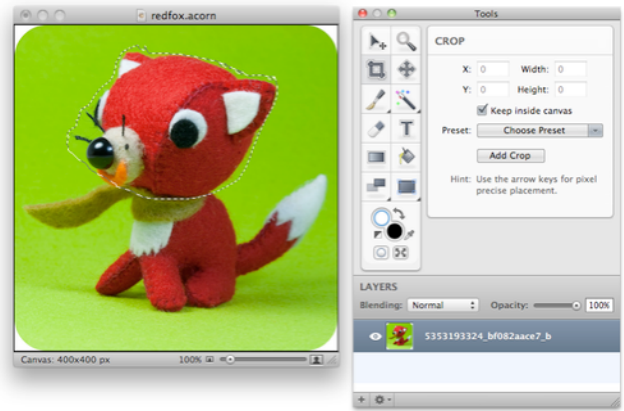 redfox.acorn
Canvas: 400x400 px
100%
Tools
CROP
X: 0 Width: 0
Y: 0 Height: 0
Keep inside canvas
Preset: Choose Preset
Add Crop
Hint: Use the arrow keys for pixel
precise placement.
T
LAYERS
Blending: Normal Opacity: 100%
5353193324_bf082aace7_b